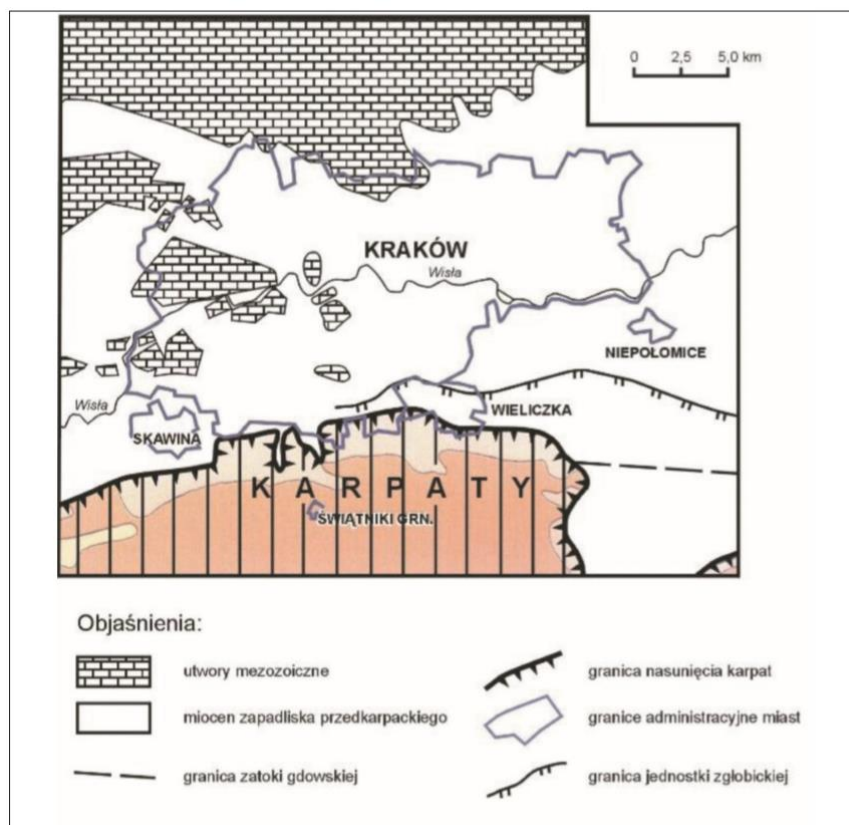 0 2,5 5,0 km
KRAKÓW
Wisła
NIEPOŁOMICE
Wisła
WIELICZKA
SKAWINA
KARPATY
ŚWIĄTNIKI GRN.
Objaśnienia:
utwory mezozoiczne
miocen zapadliska przedkarpackiego
granica zatoki gdowskiej
granica nasunięcia karpat
granice administracyjne miast
granica jednostki zgłobickiej